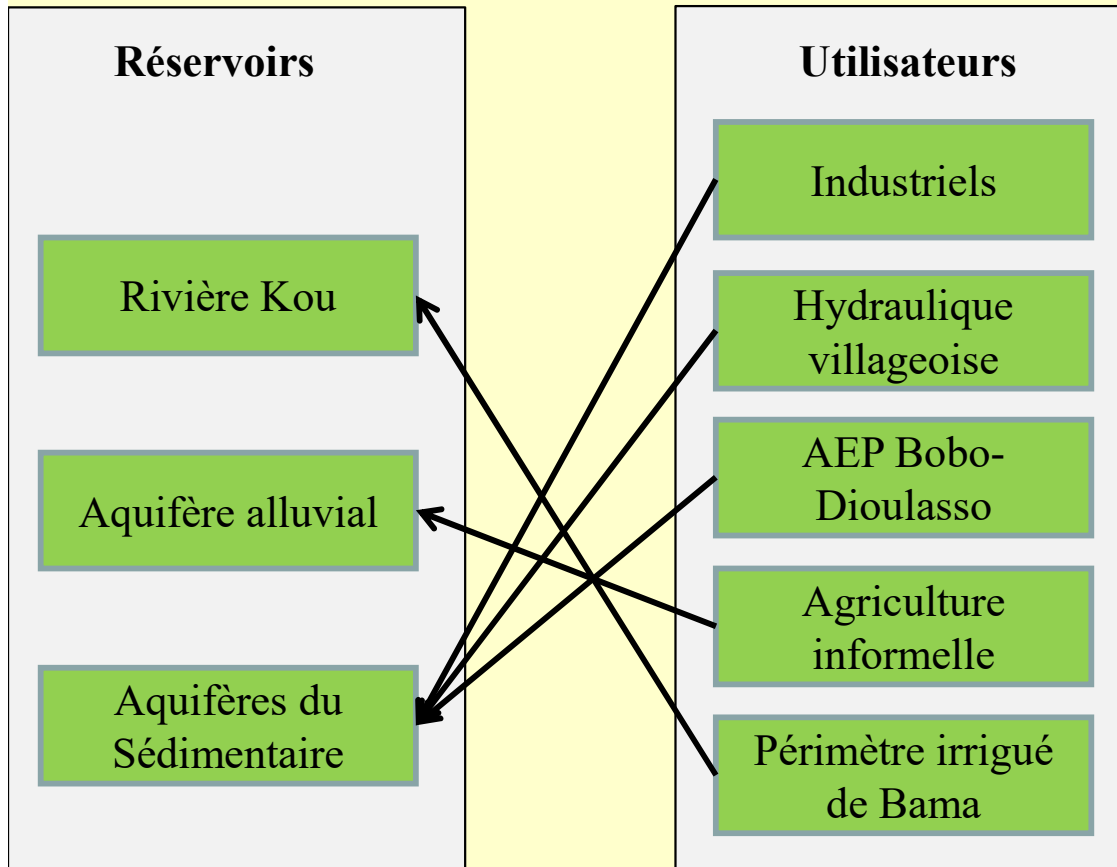 Réservoirs
Rivière Kou
Aquifère alluvial
Aquifères du
Sédimentaire
Utilisateurs
Industriels
Hydraulique
villageoise
AEP Bobo-
Dioulasso
Agriculture
informelle
Périmètre irrigué
de Bama